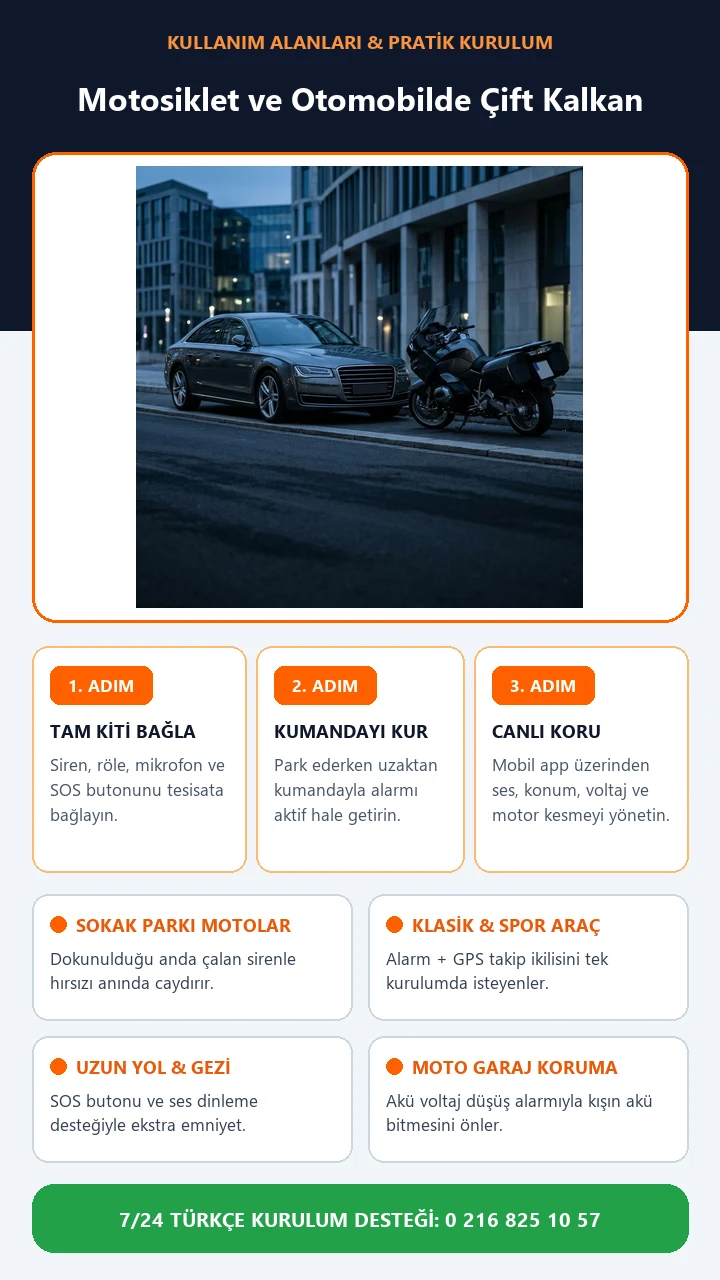 KULLANIM ALANLARI & PRATİK KURULUM
Motosiklet ve Otomobilde Çift Kalkan
1. ADIM
TAM KİTİ BAĞLA
Siren, röle, mikrofon ve
SOS butonunu tesisata
bağlayın.
2. ADIM
KUMANDAYI KUR
Park ederken uzaktan
kumandayla alarmı
aktif hale getirin.
3. ADIM
CANLI KORU
Mobil app üzerinden
ses, konum, voltaj ve
motor kesmeyi yönetin.
SOKAK PARKI MOTOLAR
Dokunulduğu anda çalan sirenle
hırsızı anında caydırır.
KLASİK & SPOR ARAÇ
Alarm + GPS takip ikilisini tek
kurulumda isteyenler.
UZUN YOL & GEZİ
SOS butonu ve ses dinleme
desteğiyle ekstra emniyet.
MOTO GARAJ KORUMA
Akü voltaj düşüş alarmıyla kışın akü
bitmesini önler.
7/24 TÜRKÇE KURULUM DESTEĞİ: 0 216 825 10 57